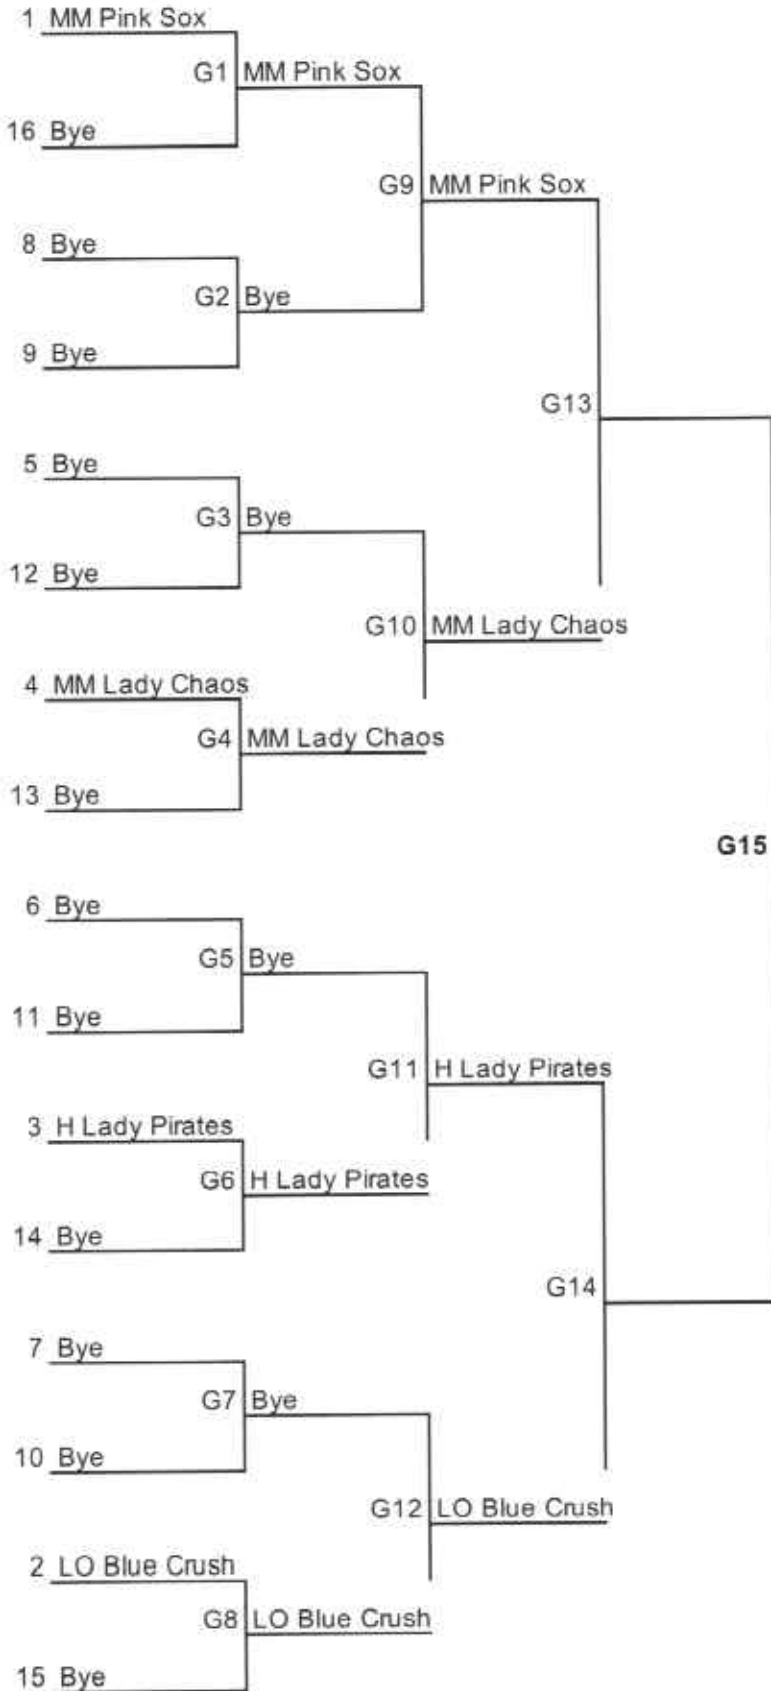 1 MM Pink Sox
G1 MM Pink Sox
16 Bye
G9 MM Pink Sox
8 Bye
G2 Bye
9 Bye
G13
5 Bye
G3 Bye
12 Bye
G10 MM Lady Chaos
4 MM Lady Chaos
G4 MM Lady Chaos
13 Bye
G15
6 Bye
G5 Bye
11 Bye
G11 H Lady Pirates
3 H Lady Pirates
G6 H Lady Pirates
14 Bye
G14
7 Bye
G7 Bye
10 Bye
G12 LO Blue Crush
2 LO Blue Crush
G8 LO Blue Crush
15 Bye